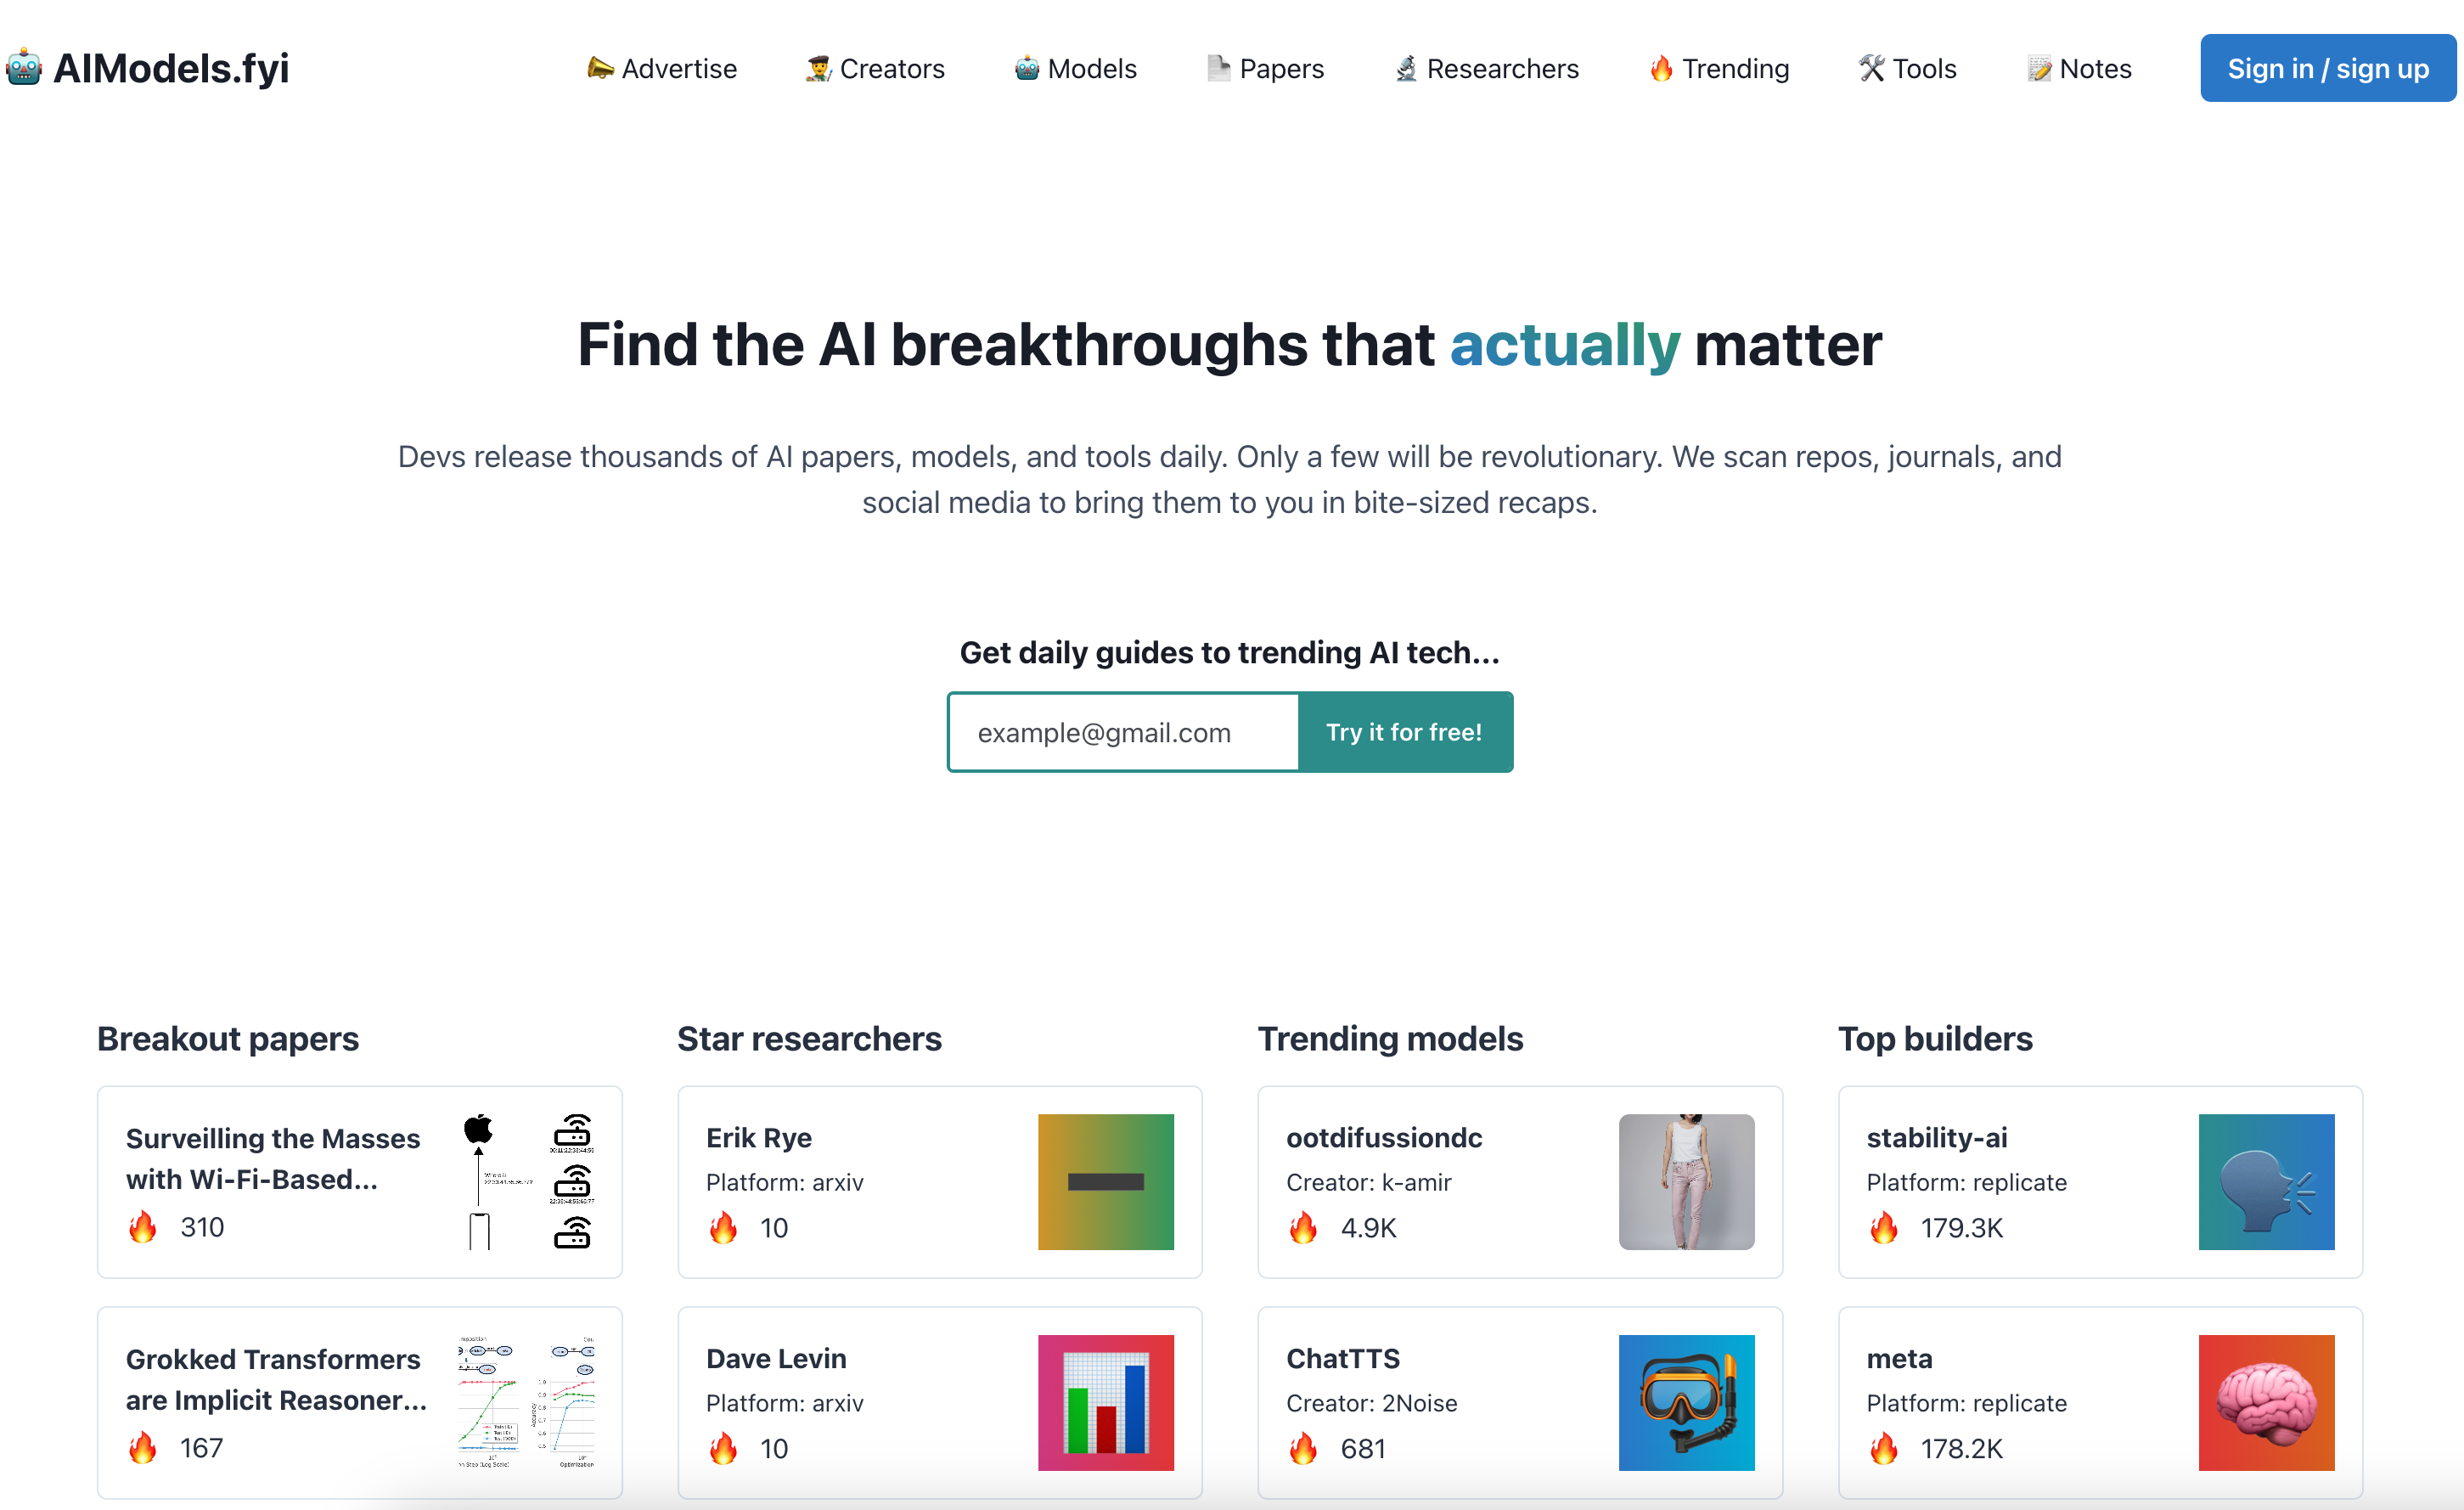 AIModels.fyi
Advertise
Creators
Models
Papers
Researchers
Trending
Tools
Notes
Sign in / sign up
Find the AI breakthroughs that actually matter
Devs release thousands of AI papers, models, and tools daily. Only a few will be revolutionary. We scan repos, journals, and
social media to bring them to you in bite-sized recaps.
Get daily guides to trending AI tech...
example@gmail.com
Try it for free!
Breakout papers
Surveilling the Masses
with Wi-Fi-Based...
310
Grokked Transformers
are Implicit Reasoner...
167
Star researchers
Erik Rye
Platform: arxiv
10
Dave Levin
Platform: arxiv
10
Trending models
ootdifussiondc
Creator: k-amir
4.9K
ChatTTS
Creator: 2Noise
681
Top builders
stability-ai
Platform: replicate
179.3K
meta
Platform: replicate
178.2K